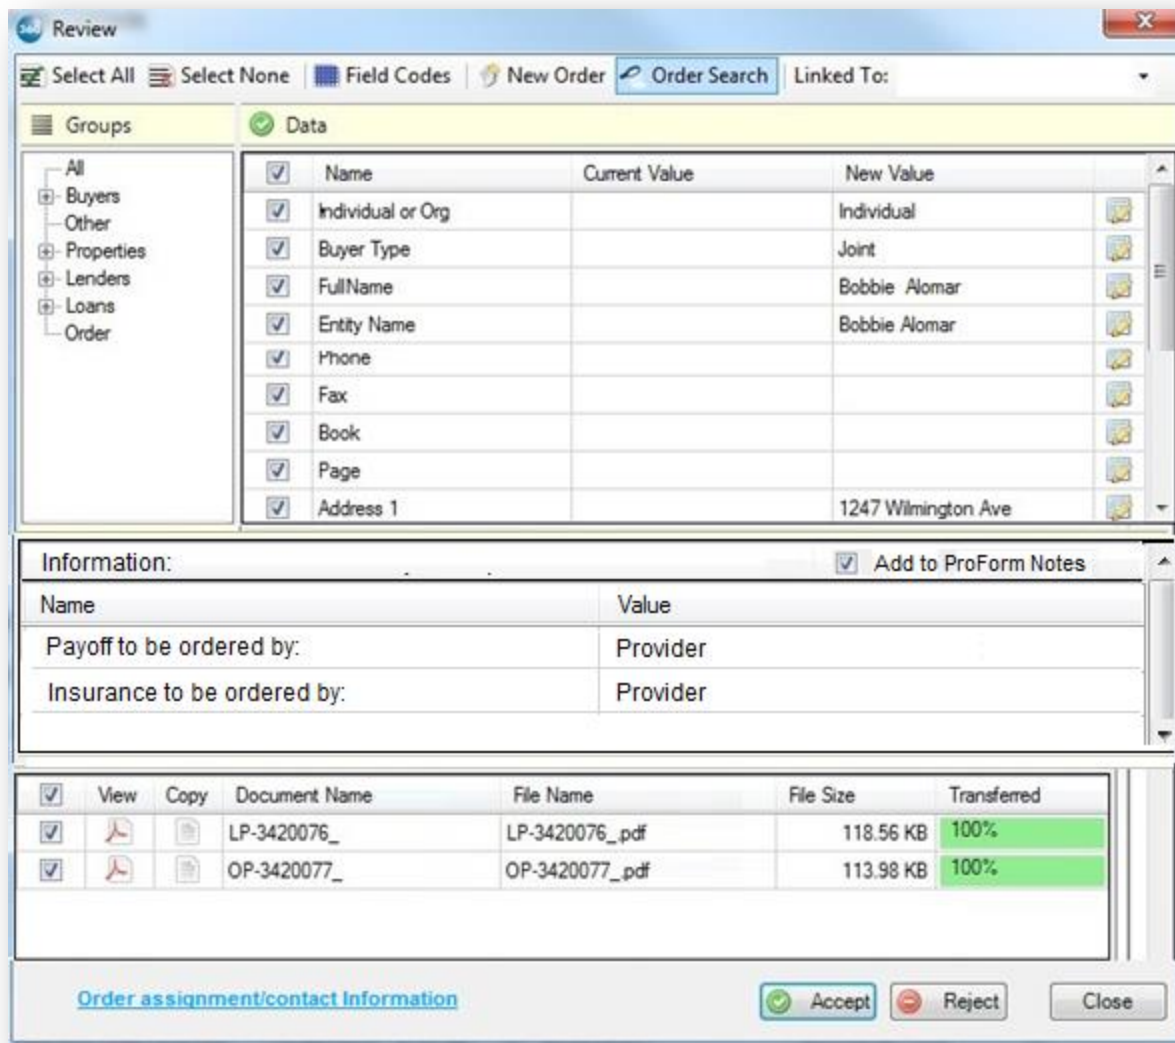 360 Review
Select All Select None Field Codes New Order Order Search Linked To:
Groups Data
All
Buyers
Other
Properties
Lenders
Loans
Order
Name Current Value New Value
Individual or Org Individual
Buyer Type Joint
FullName Bobbie Alomar
Entity Name Bobbie Alomar
Phone
Fax
Book
Page
Address 1 1247 Wilmington Ave
Information: Add to ProForm Notes
Name Value
Payoff to be ordered by: Provider
Insurance to be ordered by: Provider
View Copy Document Name File Name File Size Transferred
LP-3420076_ LP-3420076_.pdf 118.56 KB 100%
OP-3420077_ OP-3420077_.pdf 113.98 KB 100%
Order assignment/contact Information Accept Reject Close